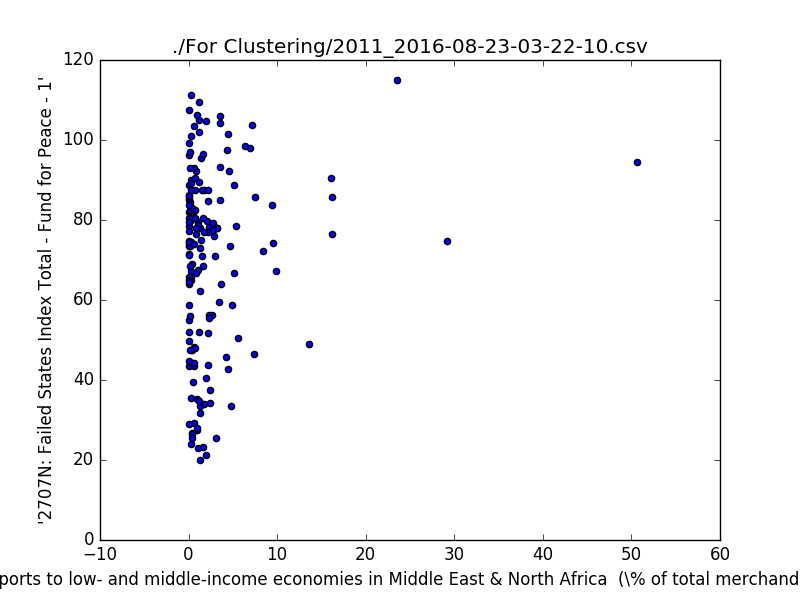 ./For Clustering/2011_2016-08-23-03-22-10.csv
120
100
80
60
40
20
0
'2707N: Failed States Index Total - Fund for Peace - 1'
−10 0 10 20 30 40 50 60
ports to low- and middle-income economies in Middle East & North Africa (\% of total merchand